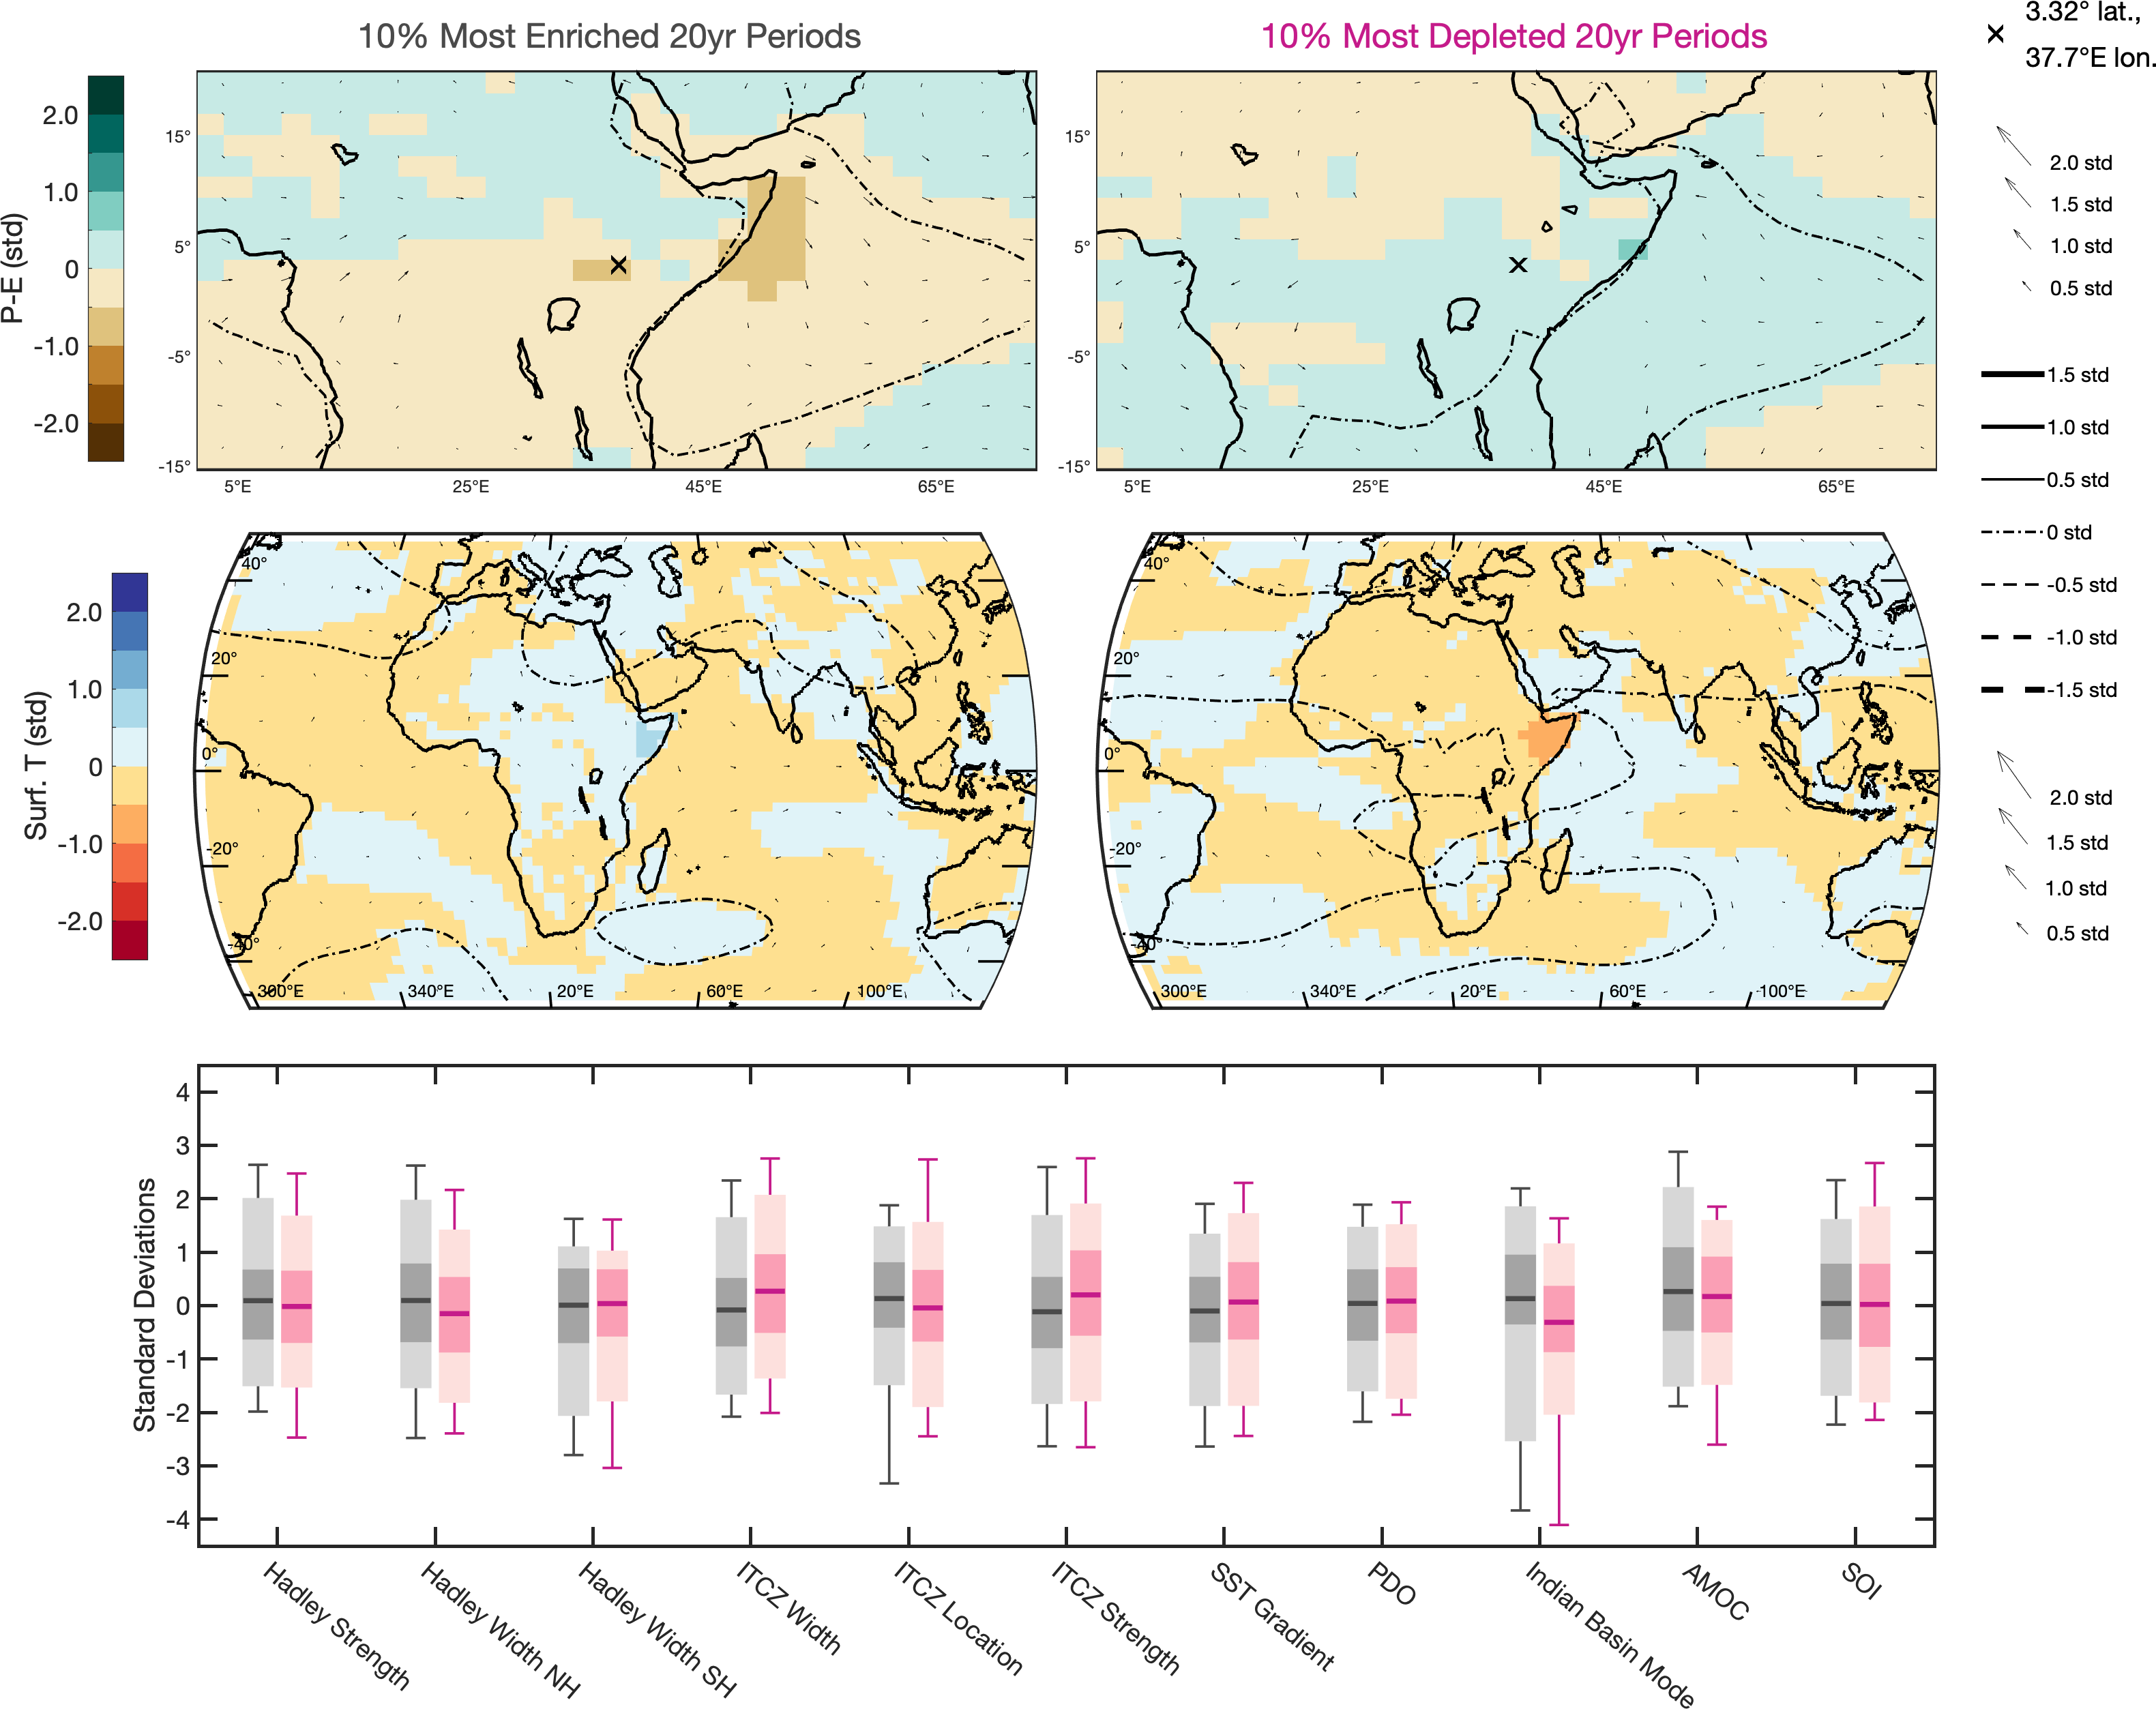 10% Most Enriched 20yr Periods
10% Most Depleted 20yr Periods
3.32° lat.,
37.7°E lon.
P-E (std)
2.0
1.0
0
-1.0
-2.0
15°
5°
-5°
-15°
5°E
25°E
45°E
65°E
15°
5°
-5°
-15°
5°E
25°E
45°E
65°E
2.0 std
1.5 std
1.0 std
0.5 std
1.5 std
1.0 std
0.5 std
0 std
-0.5 std
-1.0 std
-1.5 std
Surf. T (std)
2.0
1.0
0
-1.0
-2.0
40°
20°
0°
-20°
-40°
300°E
340°E
20°E
60°E
100°E
40°
20°
0°
-20°
-40°
300°E
340°E
20°E
60°E
100°E
2.0 std
1.5 std
1.0 std
0.5 std
Standard Deviations
4
3
2
1
0
-1
-2
-3
-4
Hadley Strength
Hadley Width NH
Hadley Width SH
ITCZ Width
ITCZ Location
ITCZ Strength
SST Gradient
PDO
Indian Basin Mode
AMOC
SOI